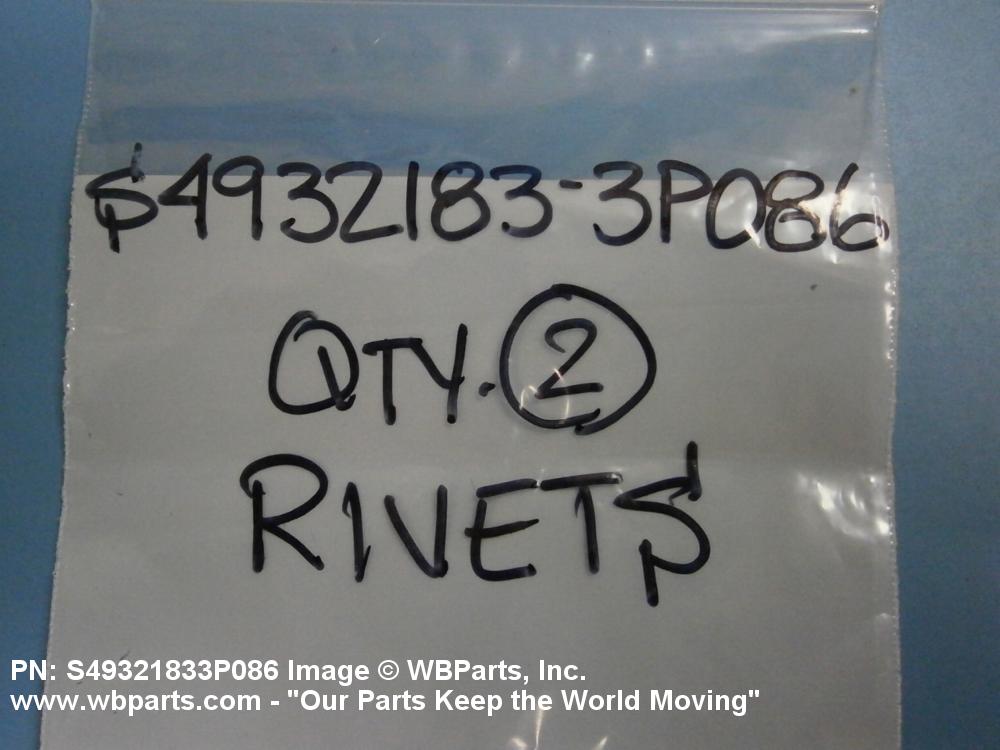 S4932183-3P086
QTY. 2
RIVETS
PN: S49321833P086 Image © WBParts, Inc.
www.wbparts.com - "Our Parts Keep the World Moving"